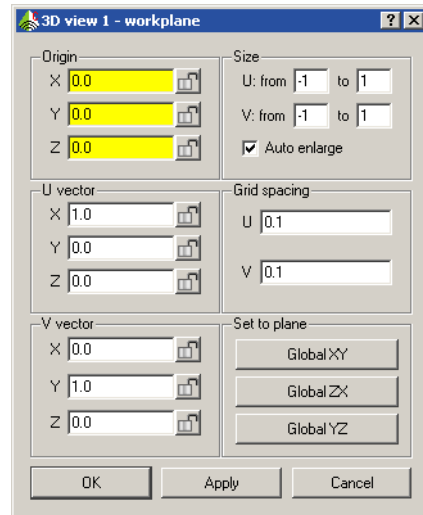 3D view 1 - workplane
Origin
X 0.0
Y 0.0
Z 0.0
Size
U: from -1 to 1
V: from -1 to 1
Auto enlarge
U vector
X 1.0
Y 0.0
Z 0.0
Grid spacing
U 0.1
V 0.1
V vector
X 0.0
Y 1.0
Z 0.0
Set to plane
Global XY
Global ZX
Global YZ
OK Apply Cancel